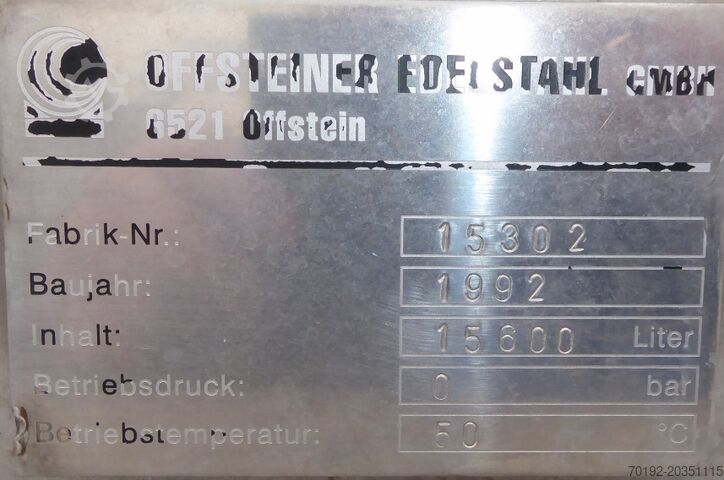 OFFSTEINER EDELSTAHL GMBH
6521 Offstein
Fabrik-Nr.: 15302
Baujahr: 1992
Inhalt: 15600 Liter
Betriebsdruck: 0 bar
Betriebstemperatur: 50 °C
70192-20351115